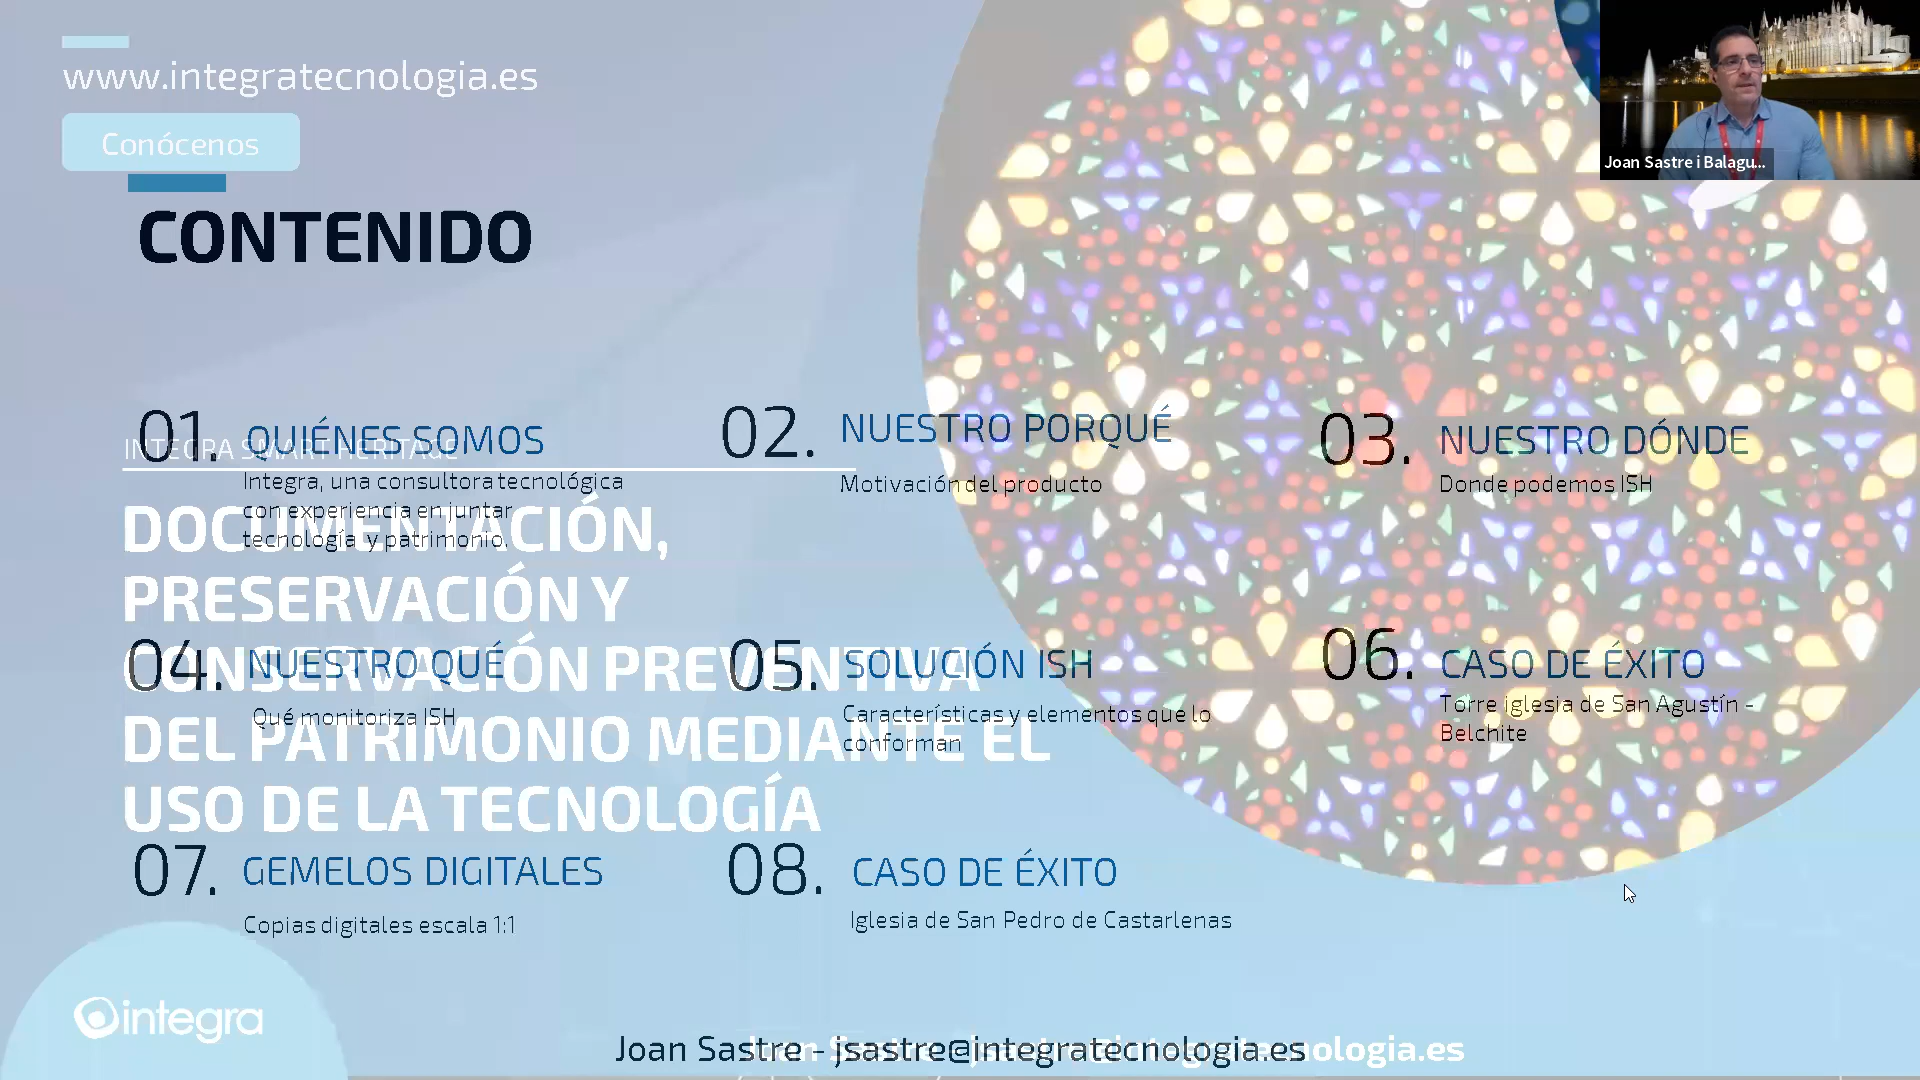 www.integratecnologia.es
Conócenos
Joan Sastre i Balagu...
CONTENIDO
01. QUIÉNES SOMOS
Integra, una consultora tecnológica
con experiencia en juntar
tecnología y patrimonio.
02. NUESTRO PORQUÉ
Motivación del producto
03. NUESTRO DÓNDE
Donde podemos ISH
INTEGRA SMART HERITAGE
DOCUMENTACIÓN,
PRESERVACIÓN Y
CONSERVACIÓN PREVENTIVA
DEL PATRIMONIO MEDIANTE EL
USO DE LA TECNOLOGÍA
04. NUESTRO QUÉ
Qué monitoriza ISH
05. SOLUCIÓN ISH
Características y elementos que lo
conforman
06. CASO DE ÉXITO
Torre iglesia de San Agustín -
Belchite
07. GEMELOS DIGITALES
Copias digitales escala 1:1
08. CASO DE ÉXITO
Iglesia de San Pedro de Castarlenas
integra
Joan Sastre - jsastre@integratecnologia.es
Joan Sastre - jsastre@integratecnologia.es